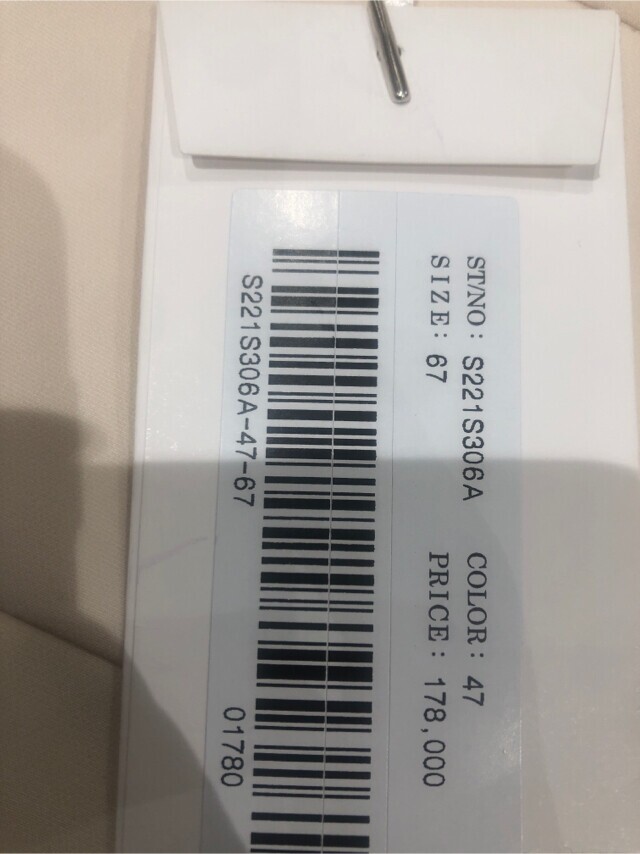 ST/NO: S221S306A COLOR: 47
SIZE: 67 PRICE: 178,000
S221S306A-47-67 01780